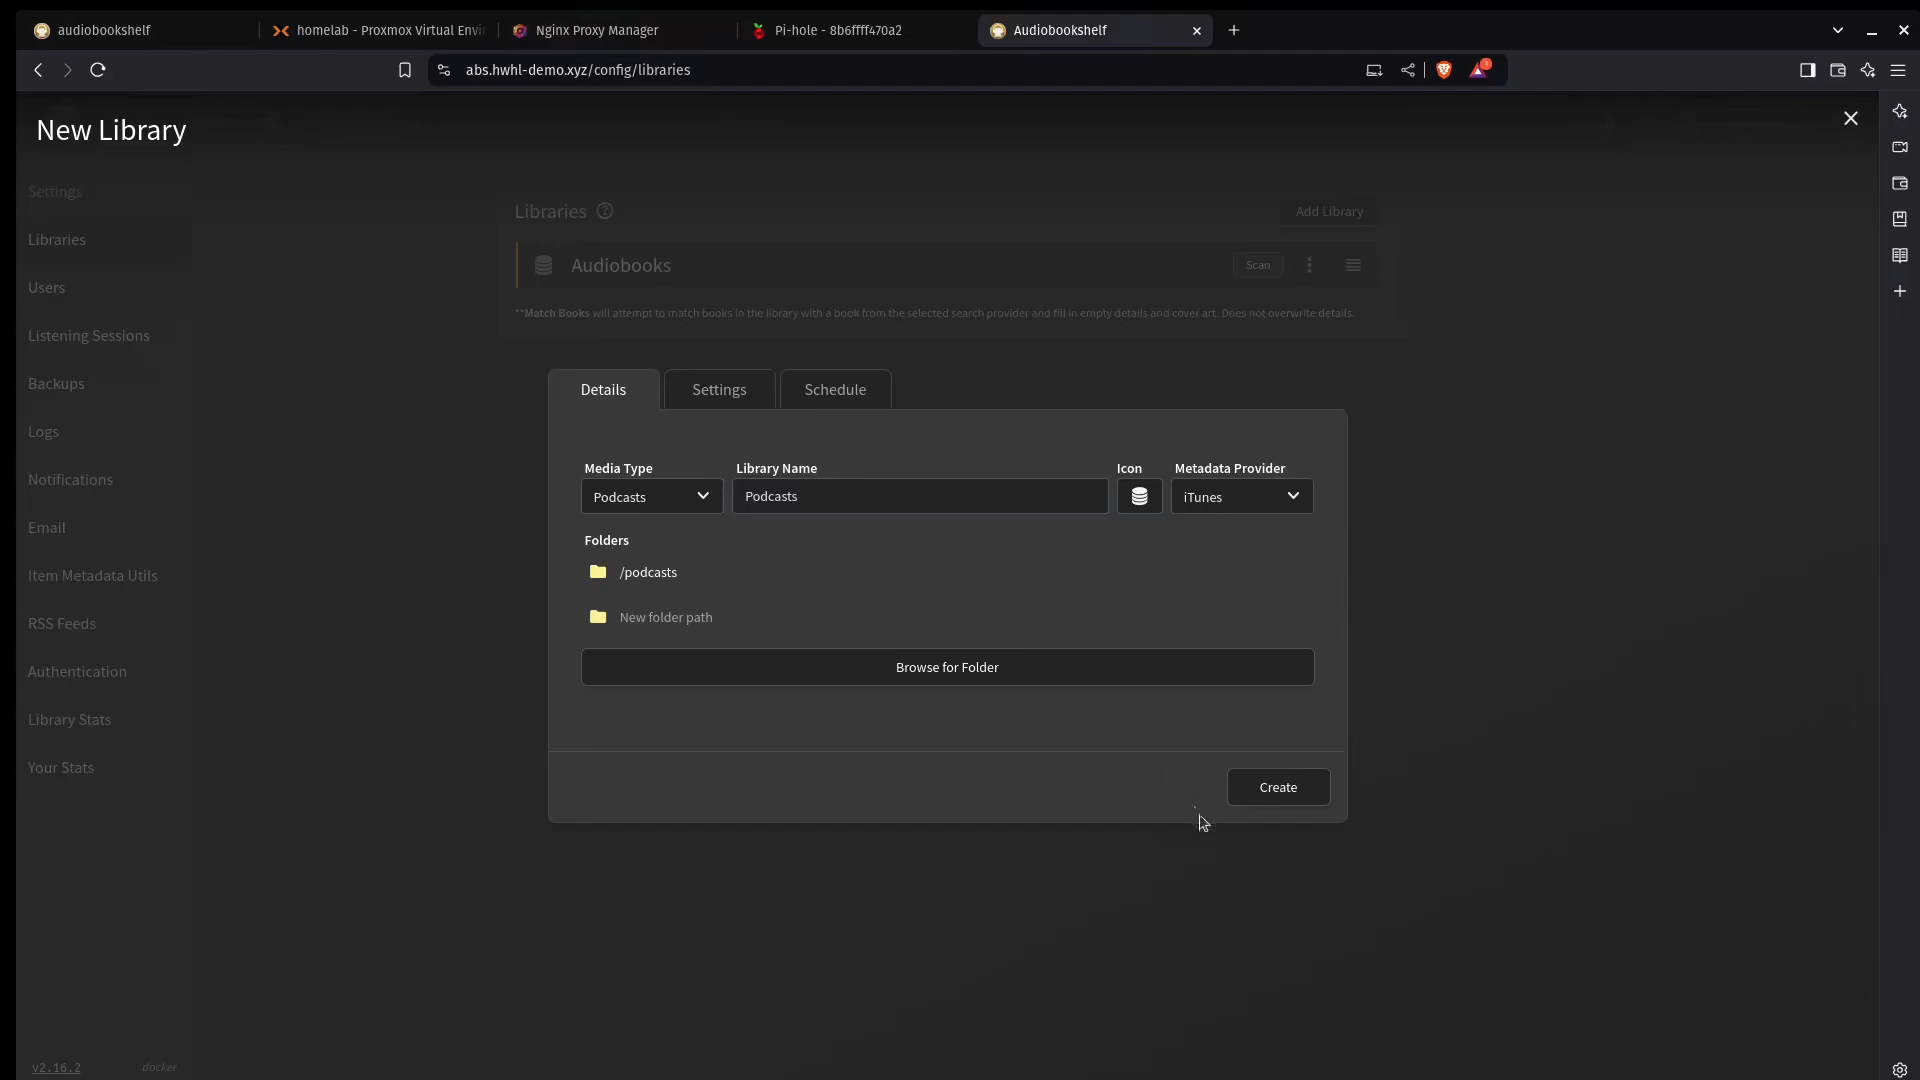 audiobookshelf
homelab - Proxmox Virtual Envi
Nginx Proxy Manager
Pi-hole - 8b6ffff470a2
Audiobookshelf
abs.hwhl-demo.xyz/config/libraries
New Library
Settings
Libraries
Users
Listening Sessions
Backups
Logs
Notifications
Email
Item Metadata Utils
RSS Feeds
Authentication
Library Stats
Your Stats
Libraries
Add Library
Audiobooks
Scan
**Match Books will attempt to match books in the library with a book from the selected search provider and fill in empty details and cover art. Does not overwrite details.
Details
Settings
Schedule
Media Type
Library Name
Icon
Metadata Provider
Podcasts
Podcasts
iTunes
Folders
/podcasts
New folder path
Browse for Folder
Create
v2.16.2
docker